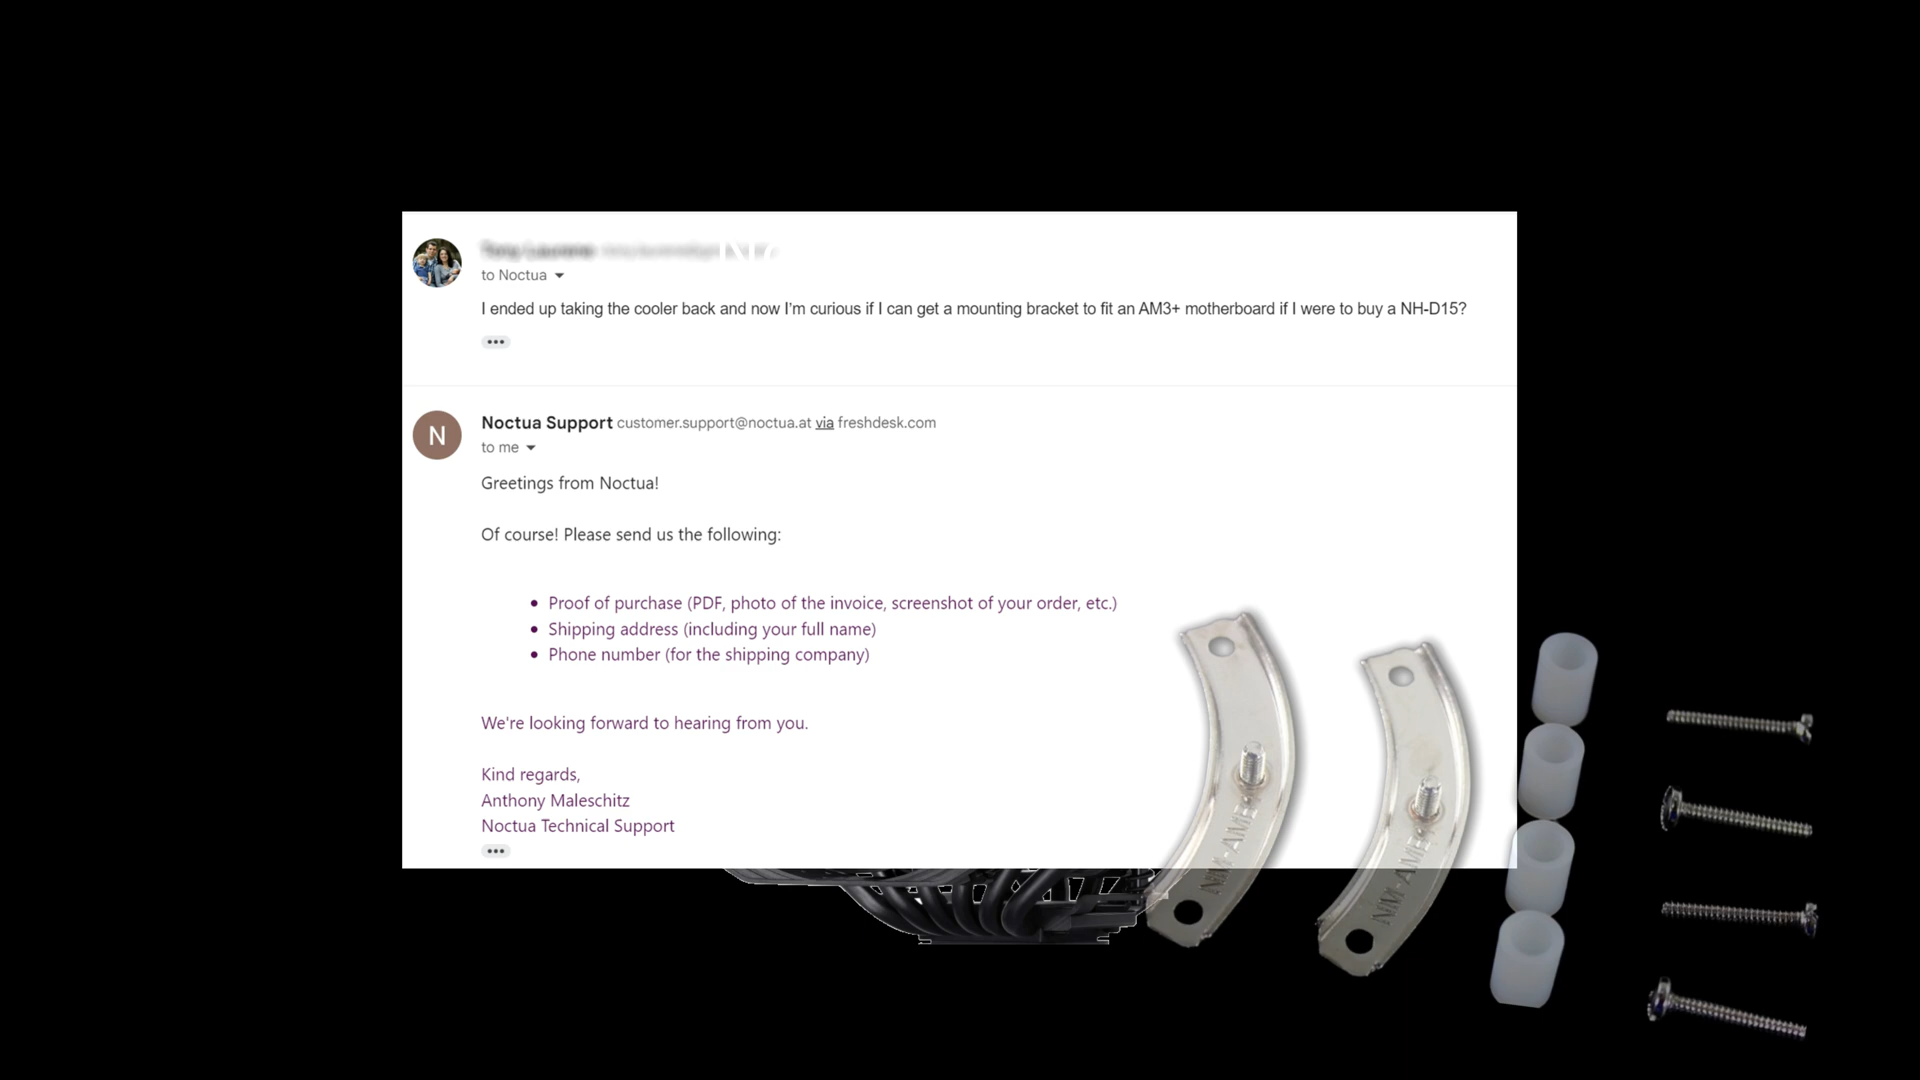 to Noctua
I ended up taking the cooler back and now I'm curious if I can get a mounting bracket to fit an AM3+ motherboard if I were to buy a NH-D15?
N
Noctua Support customer.support@noctua.at via freshdesk.com
to me
Greetings from Noctua!
Of course! Please send us the following:
• Proof of purchase (PDF, photo of the invoice, screenshot of your order, etc.)
• Shipping address (including your full name)
• Phone number (for the shipping company)
We're looking forward to hearing from you.
Kind regards,
Anthony Maleschitz
Noctua Technical Support